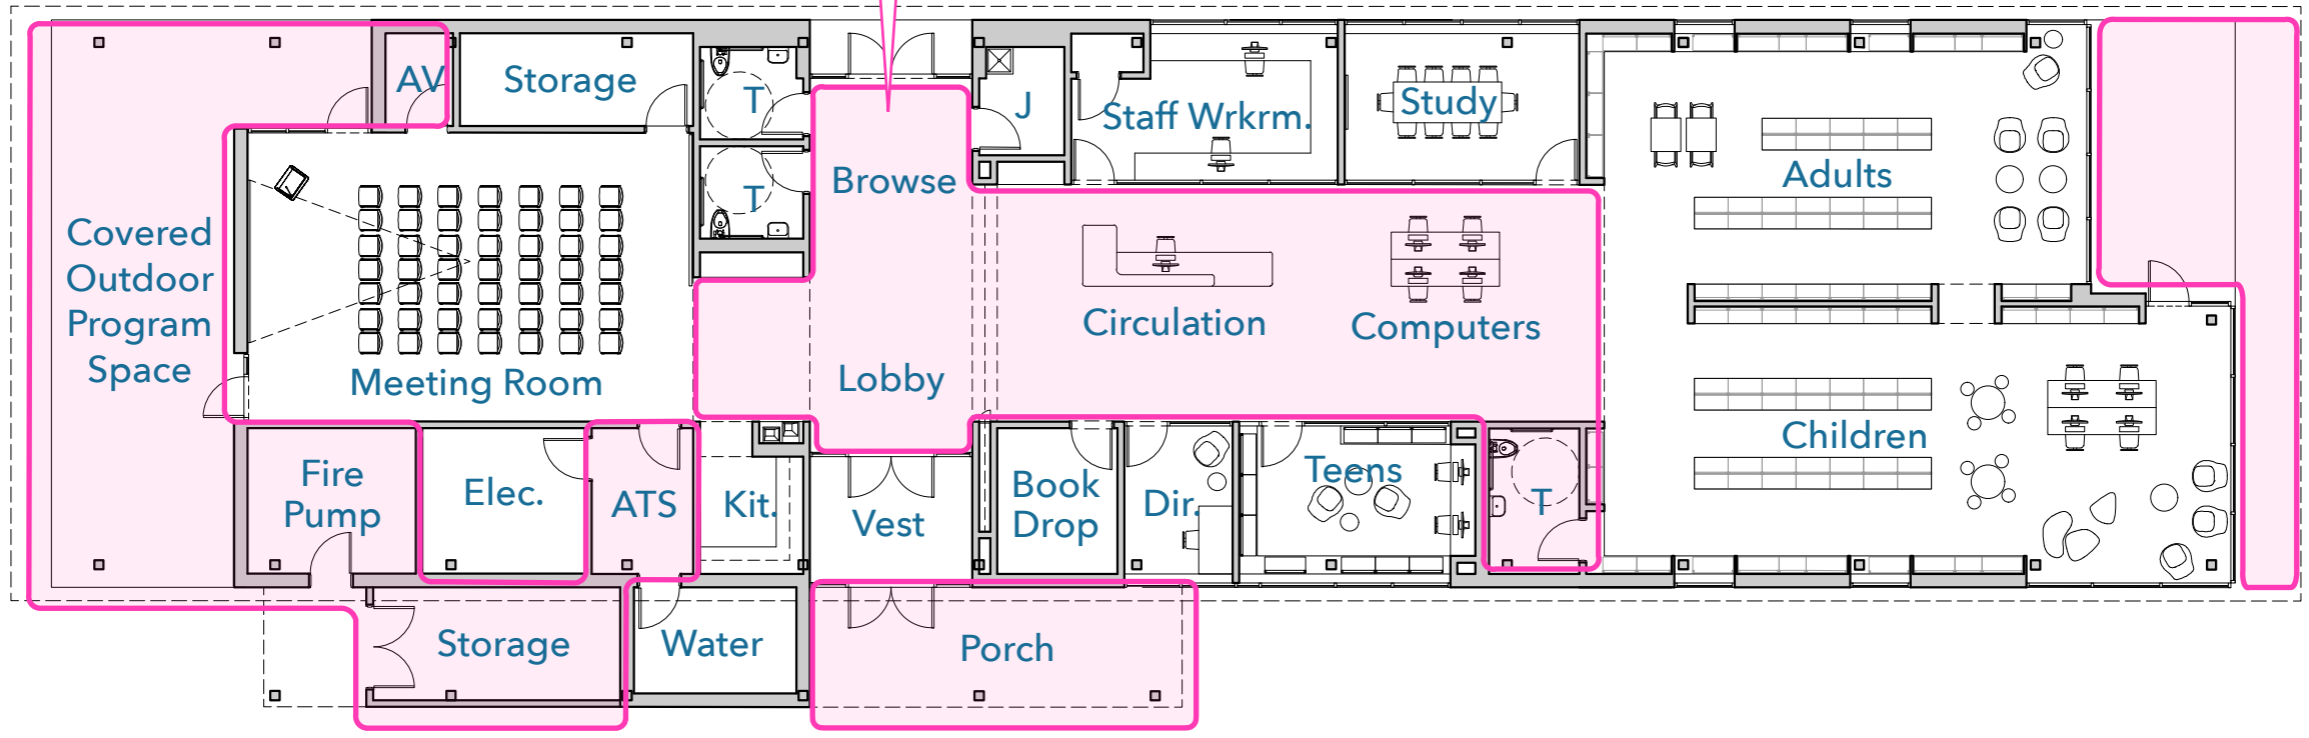 AV
Storage
T
J
Staff Wrkrm.
Study
Browse
Adults
T
Covered
Outdoor
Program
Space
Circulation
Computers
Meeting Room
Lobby
Children
Fire
Pump
Elec.
ATS
Kit.
Vest
Book
Drop
Dir.
Teens
T
Storage
Water
Porch